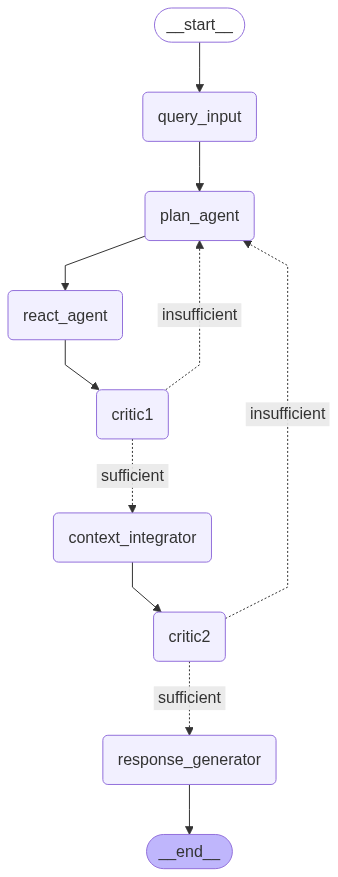 __start__
query_input
plan_agent
react_agent
insufficient
critic1
insufficient
sufficient
context_integrator
critic2
sufficient
response_generator
__end__